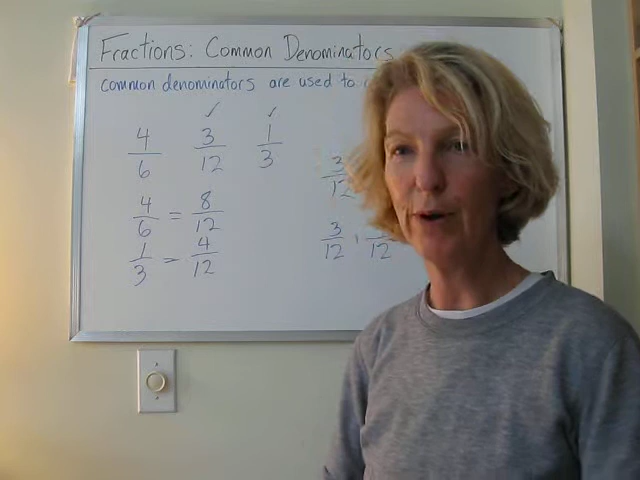 Fractions: Common Denominators
common denominators are used to
4/6 3/12 ✓ 1/3 ✓
4/6 = 8/12
1/3 = 4/12
3/12
3/12 , /12